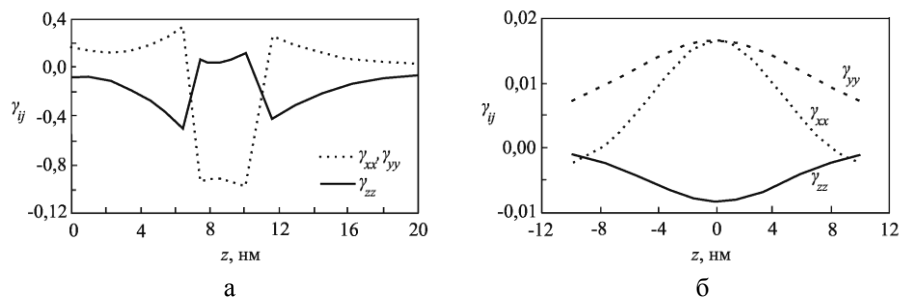 а
0,4
0,0
-0,4
-0,8
-0,12
γij
γxx, γyy
γzz
0 4 8 12 16 20
z, нм
а
б
0,02
0,01
0,00
-0,01
γij
γyy
γxx
γzz
-12 -8 -4 0 4 8 12
z, нм
б